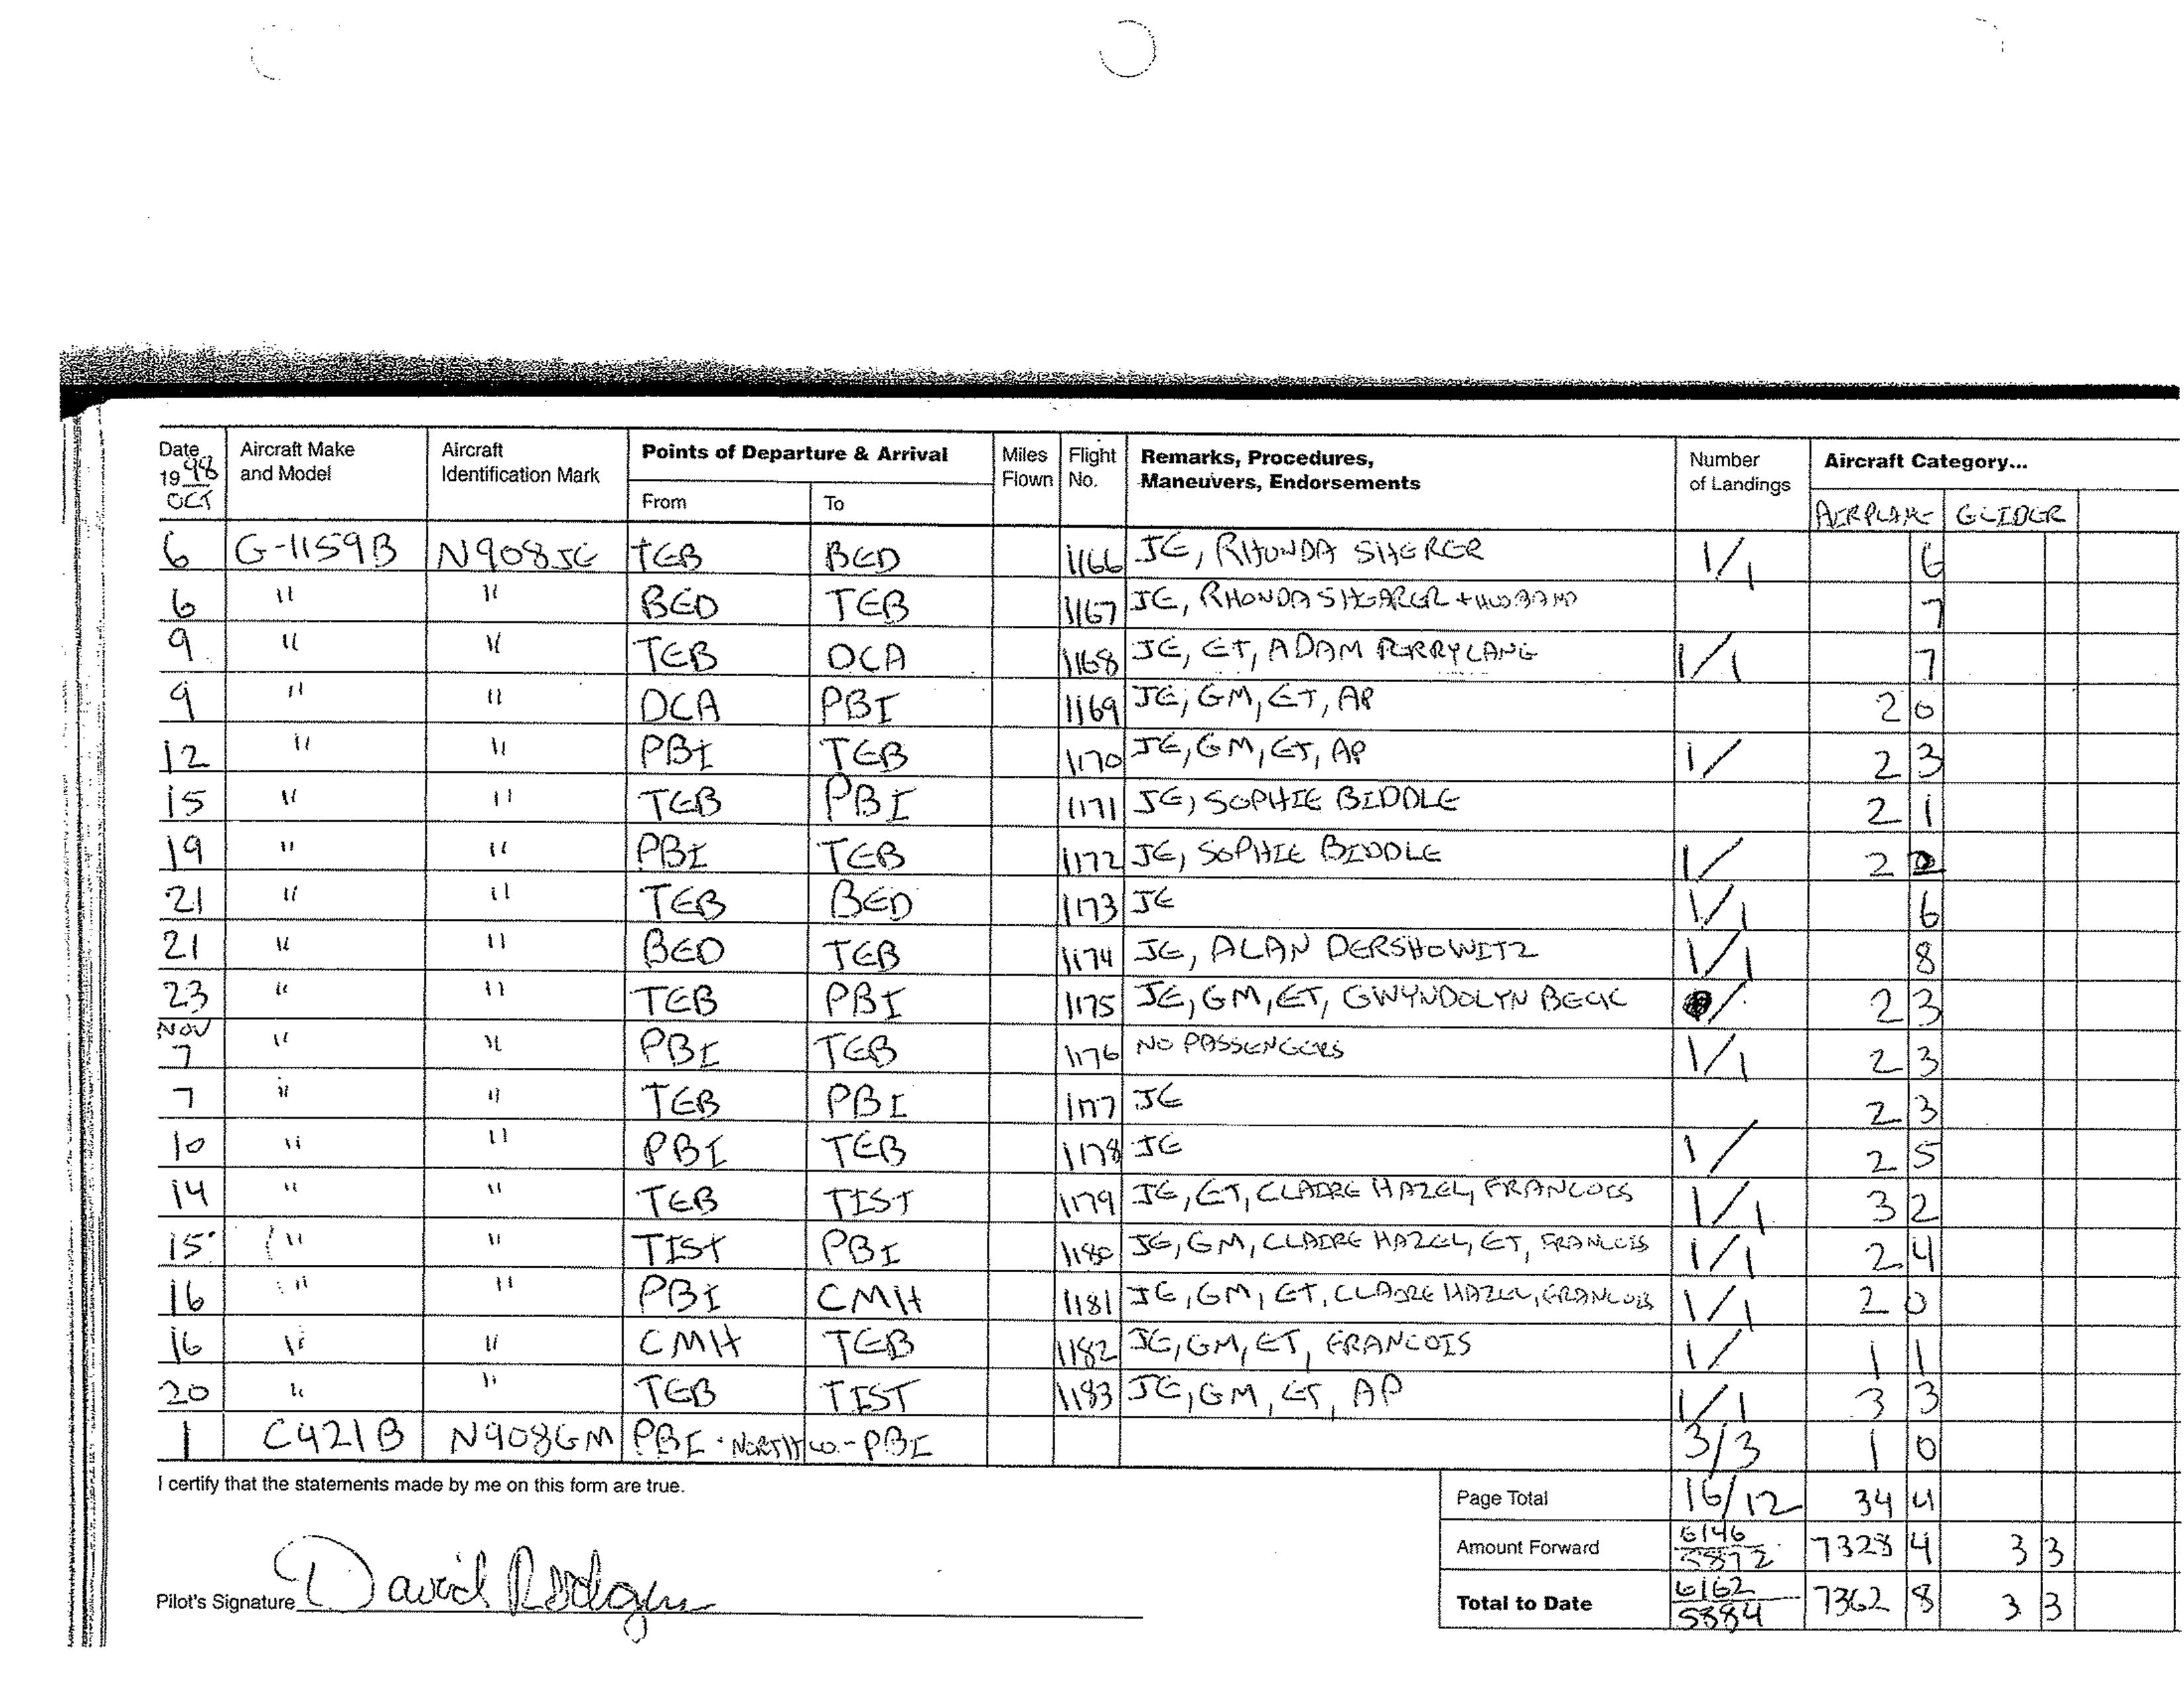 Date Aircraft Make and Model Aircraft Identification Mark Points of Departure & Arrival Miles Flown Flight No. Remarks, Procedures, Maneuvers, Endorsements Number of Landings Aircraft Category...
1998 OCT From To AIRPLANE GLIDER
6 G-1159B N908JE TEB BED 1166 JE, RHONDA SHERER 1/1 6
6 " " BED TEB 1167 JE, RHONDA SHEARER + HUSBAND 7
9 " " TEB DCA 1168 JE, ET, ADAM PERRY LANG 1/1 7
9 " " DCA PBI 1169 JE, GM, ET, AP 2 0
12 " " PBI TEB 1170 JE, GM, ET, AP 1/ 2 3
15 " " TEB PBI 1171 JE, SOPHIE BIDDLE 2 1
19 " " PBI TEB 1172 JE, SOPHIE BIDDLE 1/ 2 2
21 " " TEB BED 1173 JE 1/1 6
21 " " BED TEB 1174 JE, ALAN DERSHOWITZ 1/1 8
23 " " TEB PBI 1175 JE, GM, ET, GWYNDOLYN BECK / 2 3
NOV
7 " " PBI TEB 1176 NO PASSENGERS 1/1 2 3
7 " " TEB PBI 1177 JE 2 3
10 " " PBI TEB 1178 JE 1/ 2 5
14 " " TEB TIST 1179 JE, ET, CLAIRE HAZEL, FRANCOIS 1/1 3 2
15 " " TIST PBI 1180 JE, GM, CLAIRE HAZEL, ET, FRANCOIS 1/1 2 4
16 " " PBI CMH 1181 JE, GM, ET, CLAIRE HAZEL, FRANCOIS 1/1 2 0
16 " " CMH TEB 1182 JE, GM, ET, FRANCOIS 1/ 1 1
20 " " TEB TIST 1183 JE, GM, ET, AP 1/1 3 3
1 C421B N908GM PBI - NORTH CO. - PBI 3/3 1 0
I certify that the statements made by me on this form are true.
Page Total 16/12 34 4
Amount Forward 6146 5872 7328 4 3 3
Pilot's Signature David Rodgers
Total to Date 6162 5884 7362 8 3 3